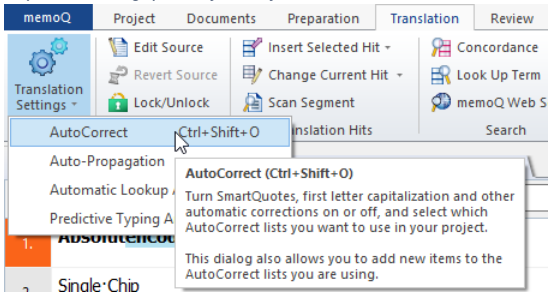 memoQ Project Documents Preparation Translation Review
Edit Source Insert Selected Hit Concordance
Revert Source Change Current Hit Look Up Term
Translation Settings Lock/Unlock Scan Segment memoQ Web S
AutoCorrect Ctrl+Shift+O anslation Hits Search
Auto-Propagation
AutoCorrect (Ctrl+Shift+O)
Automatic Lookup A
Turn SmartQuotes, first letter capitalization and other
automatic corrections on or off, and select which
Predictive Typing A
AutoCorrect lists you want to use in your project.
1. Absolutencod
This dialog also allows you to add new items to the
AutoCorrect lists you are using.
2. Single·Chip